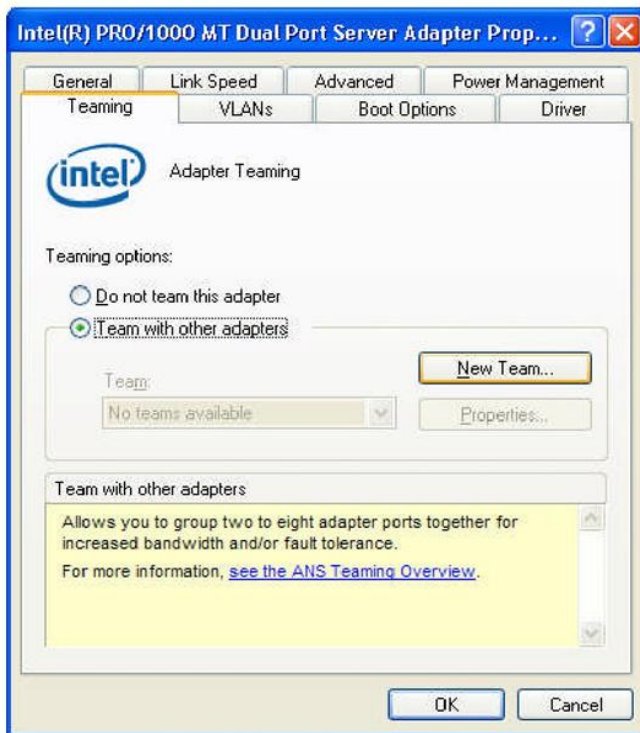 Intel(R) PRO/1000 MT Dual Port Server Adapter Prop...
General Link Speed Advanced Power Management
Teaming VLANs Boot Options Driver
intel
Adapter Teaming
Teaming options:
Do not team this adapter
Team with other adapters
New Team...
Team:
No teams available
Properties...
Team with other adapters
Allows you to group two to eight adapter ports together for
increased bandwidth and/or fault tolerance.
For more information, see the ANS Teaming Overview.
OK Cancel